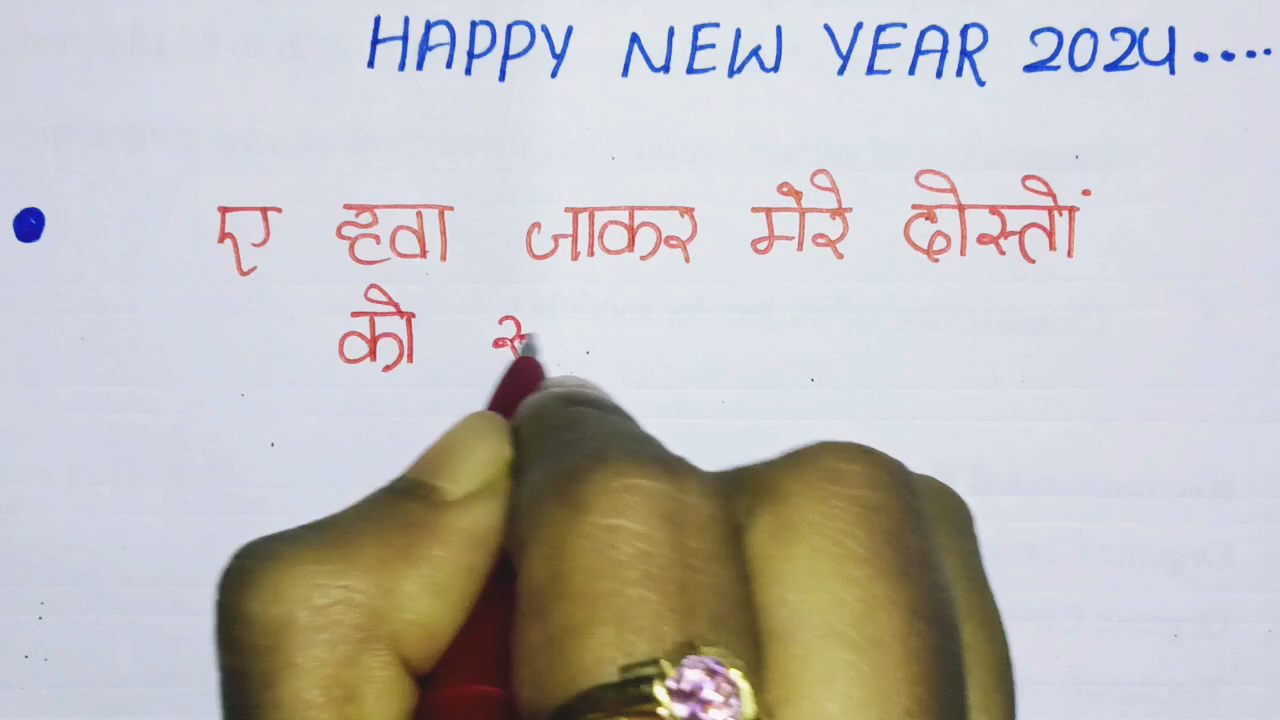 HAPPY NEW YEAR 2024....
ए हवा जाकर मेरे दोस्तों
को